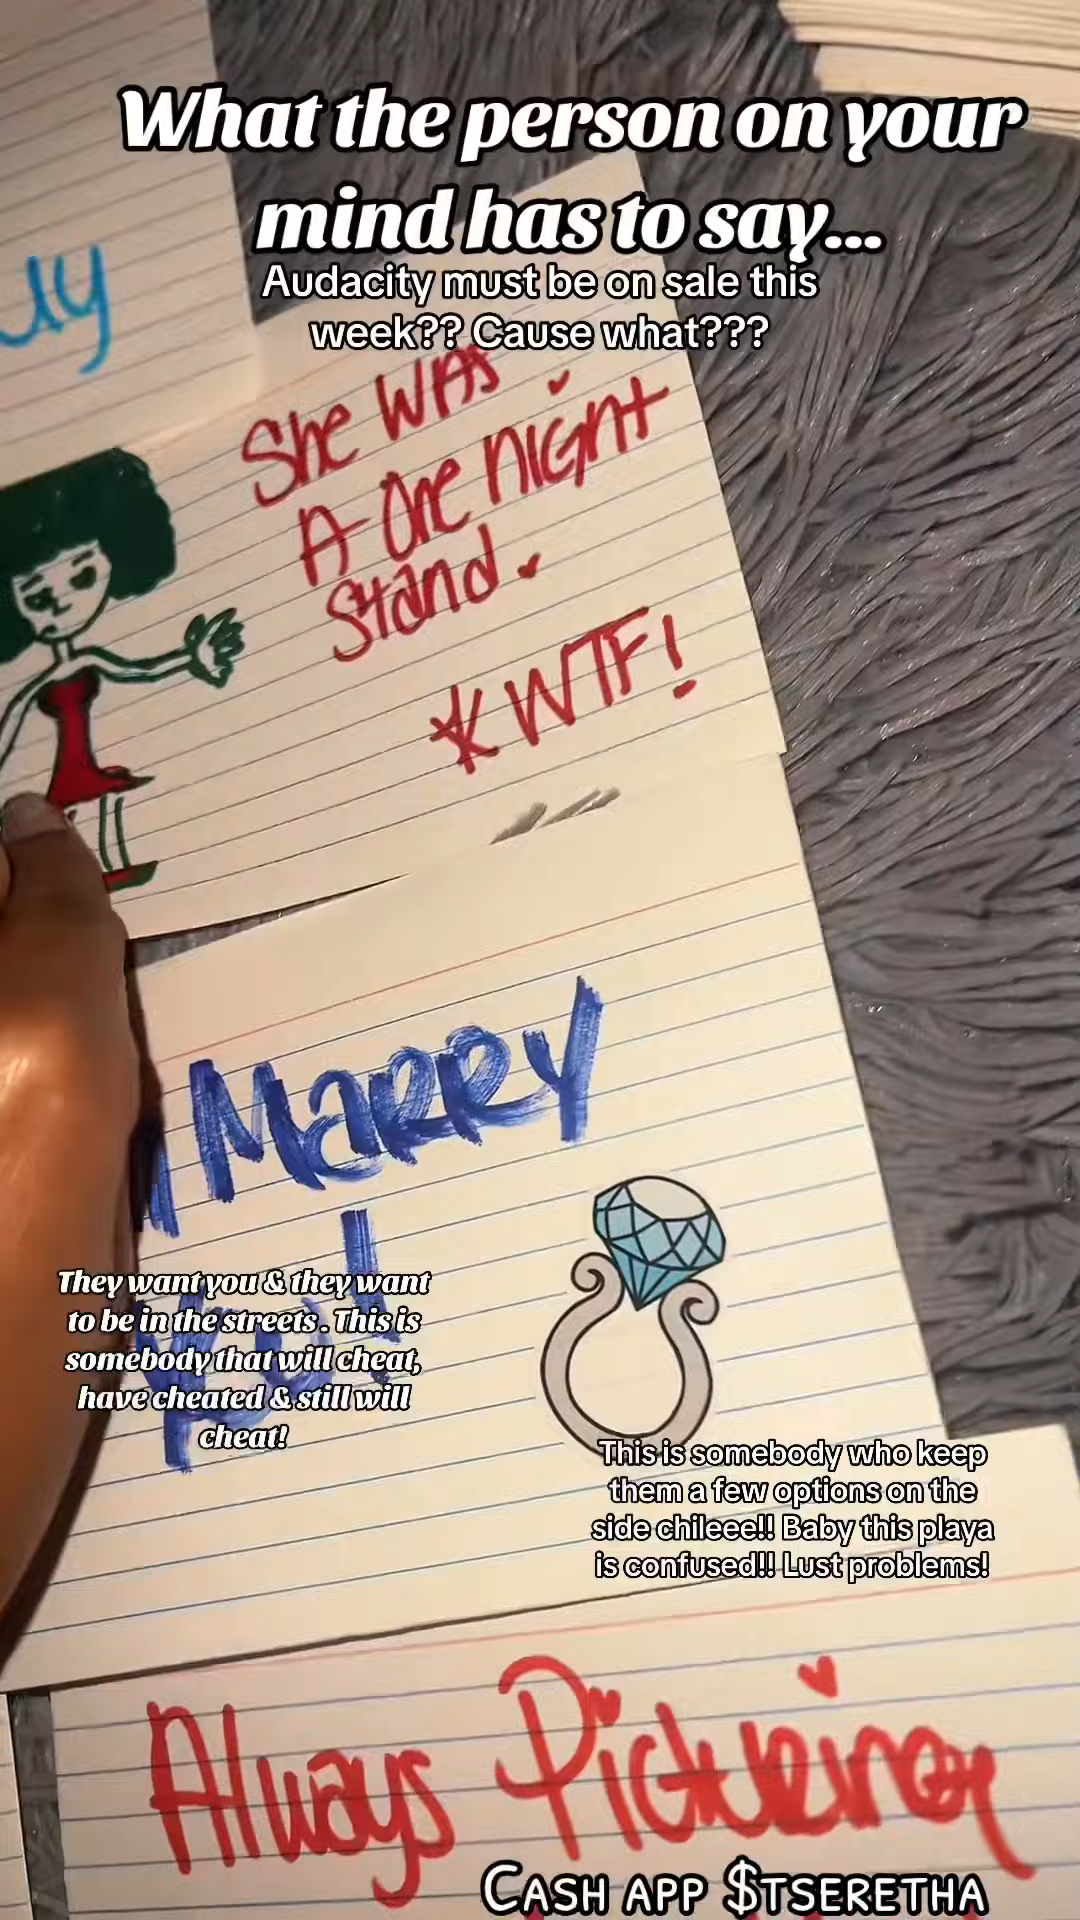 What the person on your
mind has to say...
Audacity must be on sale this
week?? Cause what???
She WAS
A One Night
Stand.
* WTF!
Marry
You!
They want you & they want
to be in the streets. This is
somebody that will cheat,
have cheated & still will
cheat!
This is somebody who keep
them a few options on the
side chileee!! Baby this playa
is confused!! Lust problems!
Always Picturing
Cash app $tseretha